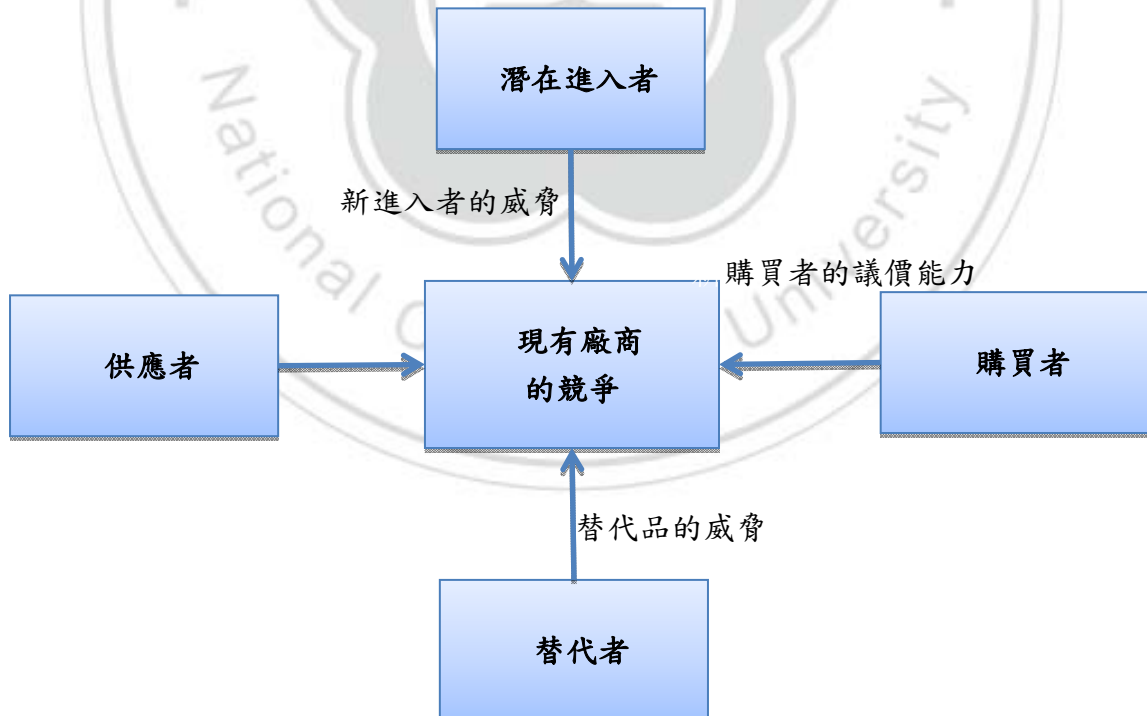 潛在進入者
National
University
新進入者的威脅
購買者的議價能力
供應者
現有廠商
的競爭
購買者
替代品的威脅
替代者